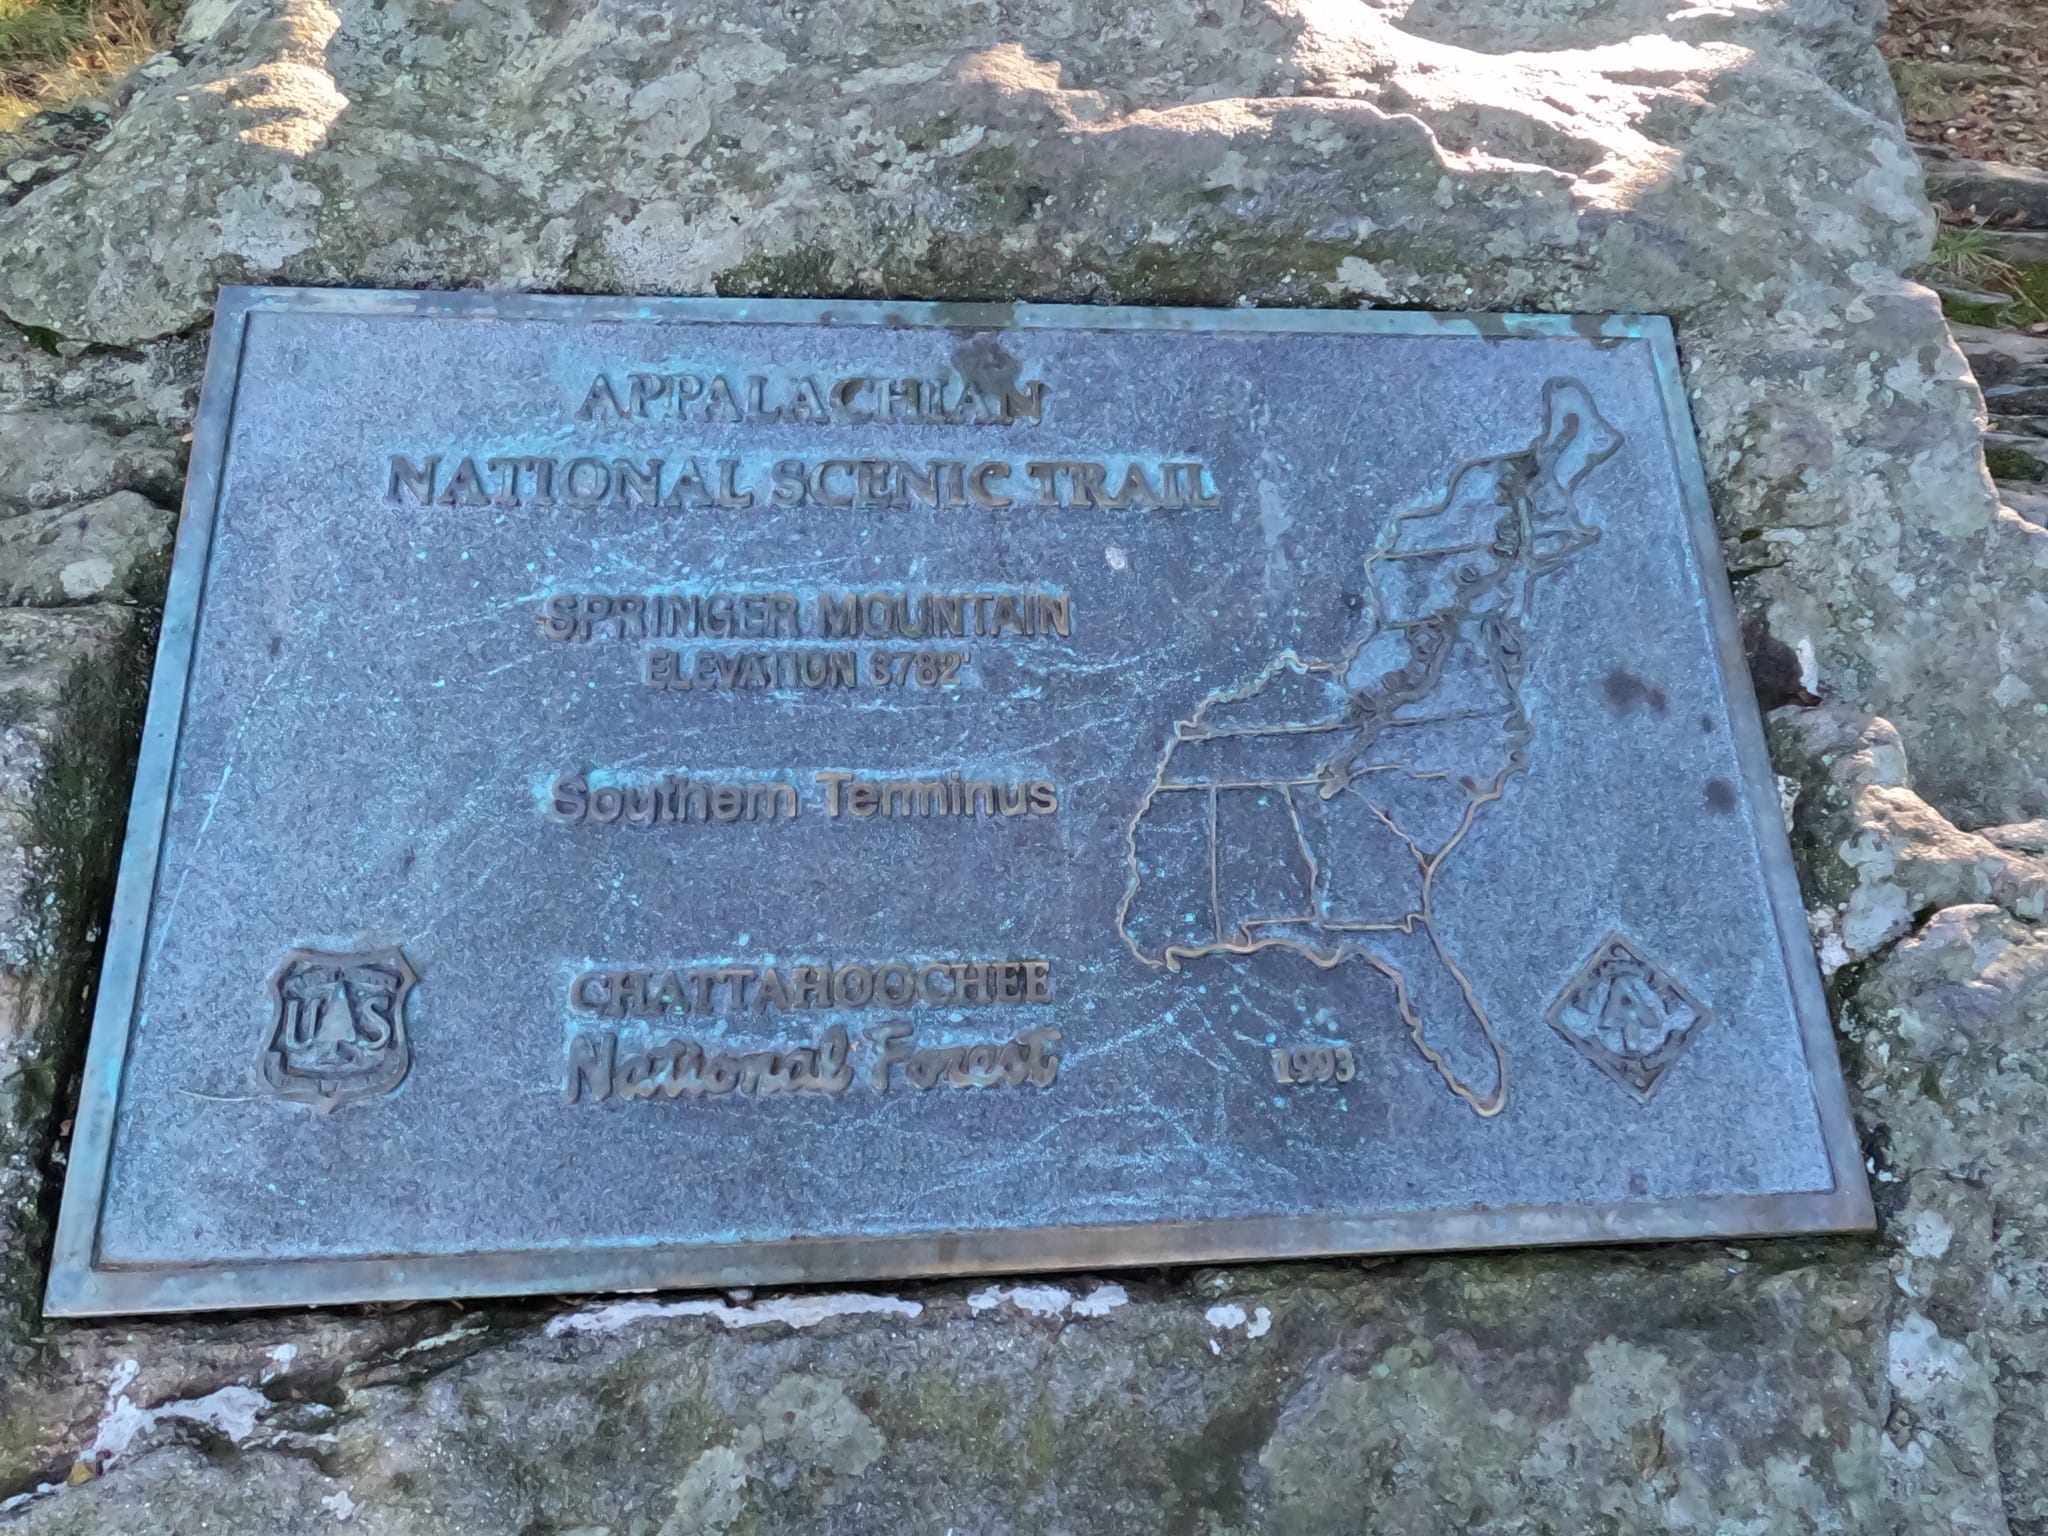 APPALACHIAN
NATIONAL SCENIC TRAIL
SPRINGER MOUNTAIN
ELEVATION 3782'
Southern Terminus
CHATTAHOOCHEE
National Forest
1993
U S
A